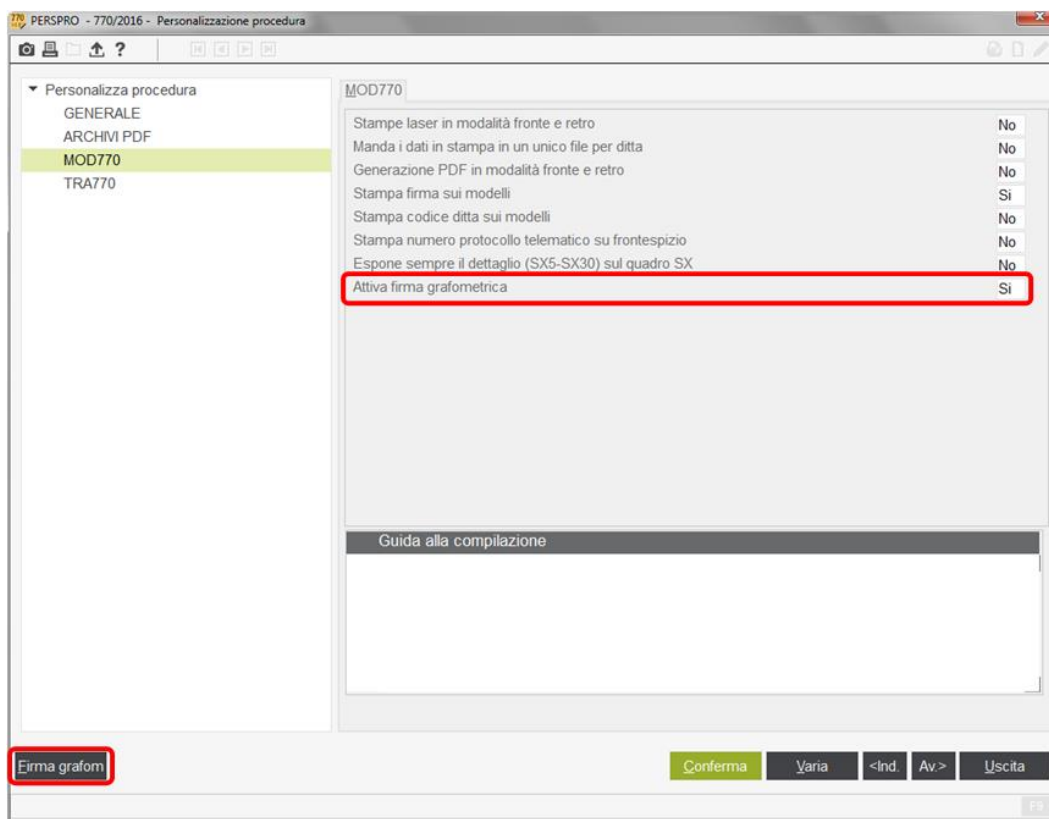 770 PERSPRO - 770/2016 - Personalizzazione procedura
?
Personalizza procedura
GENERALE
ARCHIVI PDF
MOD770
TRA770
MOD770
Stampe laser in modalità fronte e retro No
Manda i dati in stampa in un unico file per ditta No
Generazione PDF in modalità fronte e retro No
Stampa firma sui modelli Si
Stampa codice ditta sui modelli No
Stampa numero protocollo telematico su frontespizio No
Espone sempre il dettaglio (SX5-SX30) sul quadro SX No
Attiva firma grafometrica Si
Guida alla compilazione
Firma grafom Conferma Varia <Ind. Av.> Uscita
F9